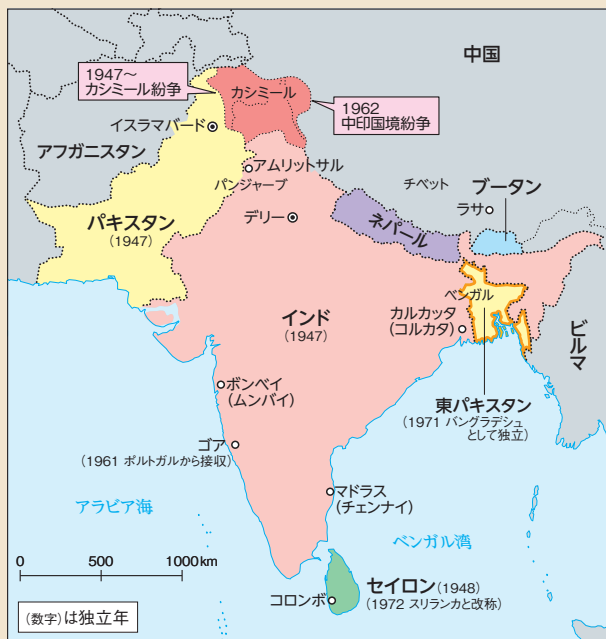 中国
1947〜
カシミール紛争
カシミール
1962
中印国境紛争
イスラマバード
アフガニスタン
アムリットサル
パンジャーブ
チベット
ブータン
ラサ
パキスタン
(1947)
デリー
ネパール
ベンガル
インド
(1947)
カルカッタ
(コルカタ)
ビルマ
ボンベイ
(ムンバイ)
東パキスタン
(1971 バングラデシュ
として独立)
ゴア
(1961 ポルトガルから接収)
マドラス
(チェンナイ)
アラビア海
ベンガル湾
0 500 1000km
セイロン(1948)
(1972 スリランカと改称)
コロンボ
(数字)は独立年